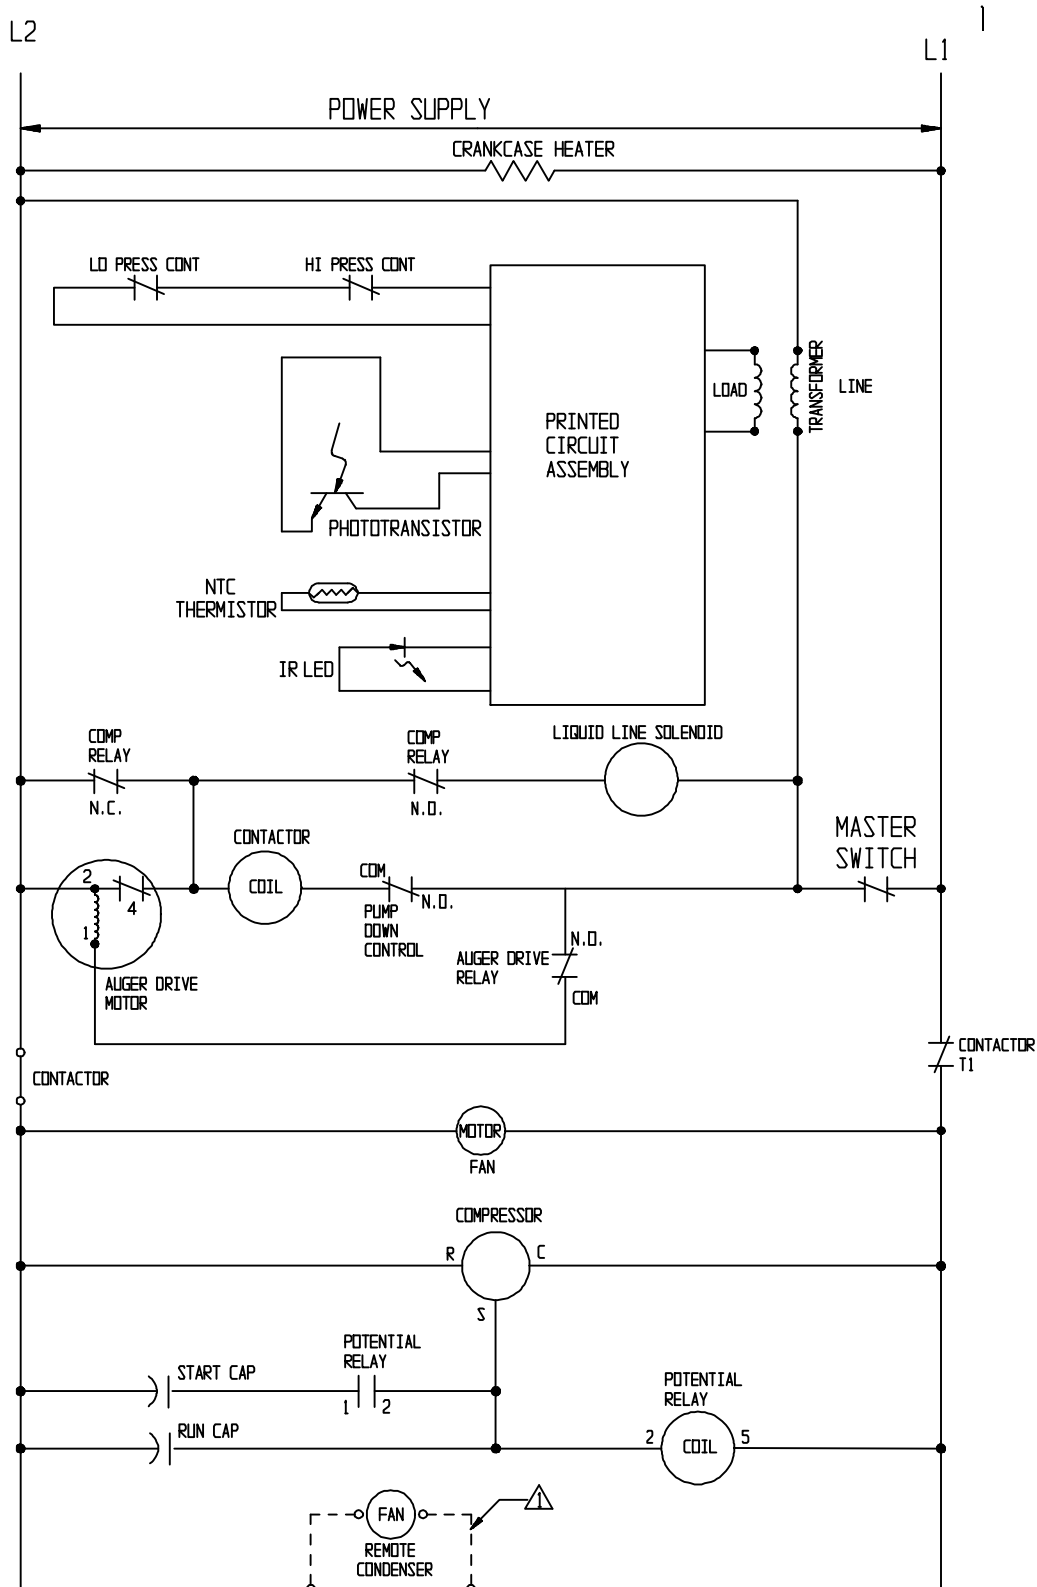 L2
1
L1
POWER SUPPLY
CRANKCASE HEATER
LO PRESS CONT
HI PRESS CONT
TRANSFORMER
LOAD
LINE
PRINTED
CIRCUIT
ASSEMBLY
PHOTOTRANSISTOR
NTC
THERMISTOR
IR LED
COMP
RELAY
N.C.
COMP
RELAY
N.O.
LIQUID LINE SOLENOID
MASTER
SWITCH
CONTACTOR
COIL
COM
N.O.
PUMP
DOWN
CONTROL
2
4
1
AUGER DRIVE
MOTOR
N.O.
AUGER DRIVE
RELAY
COM
CONTACTOR
T1
CONTACTOR
MOTOR
FAN
COMPRESSOR
R
C
S
POTENTIAL
RELAY
START CAP
1
2
POTENTIAL
RELAY
RUN CAP
2
COIL
5
FAN
1
REMOTE
CONDENSER